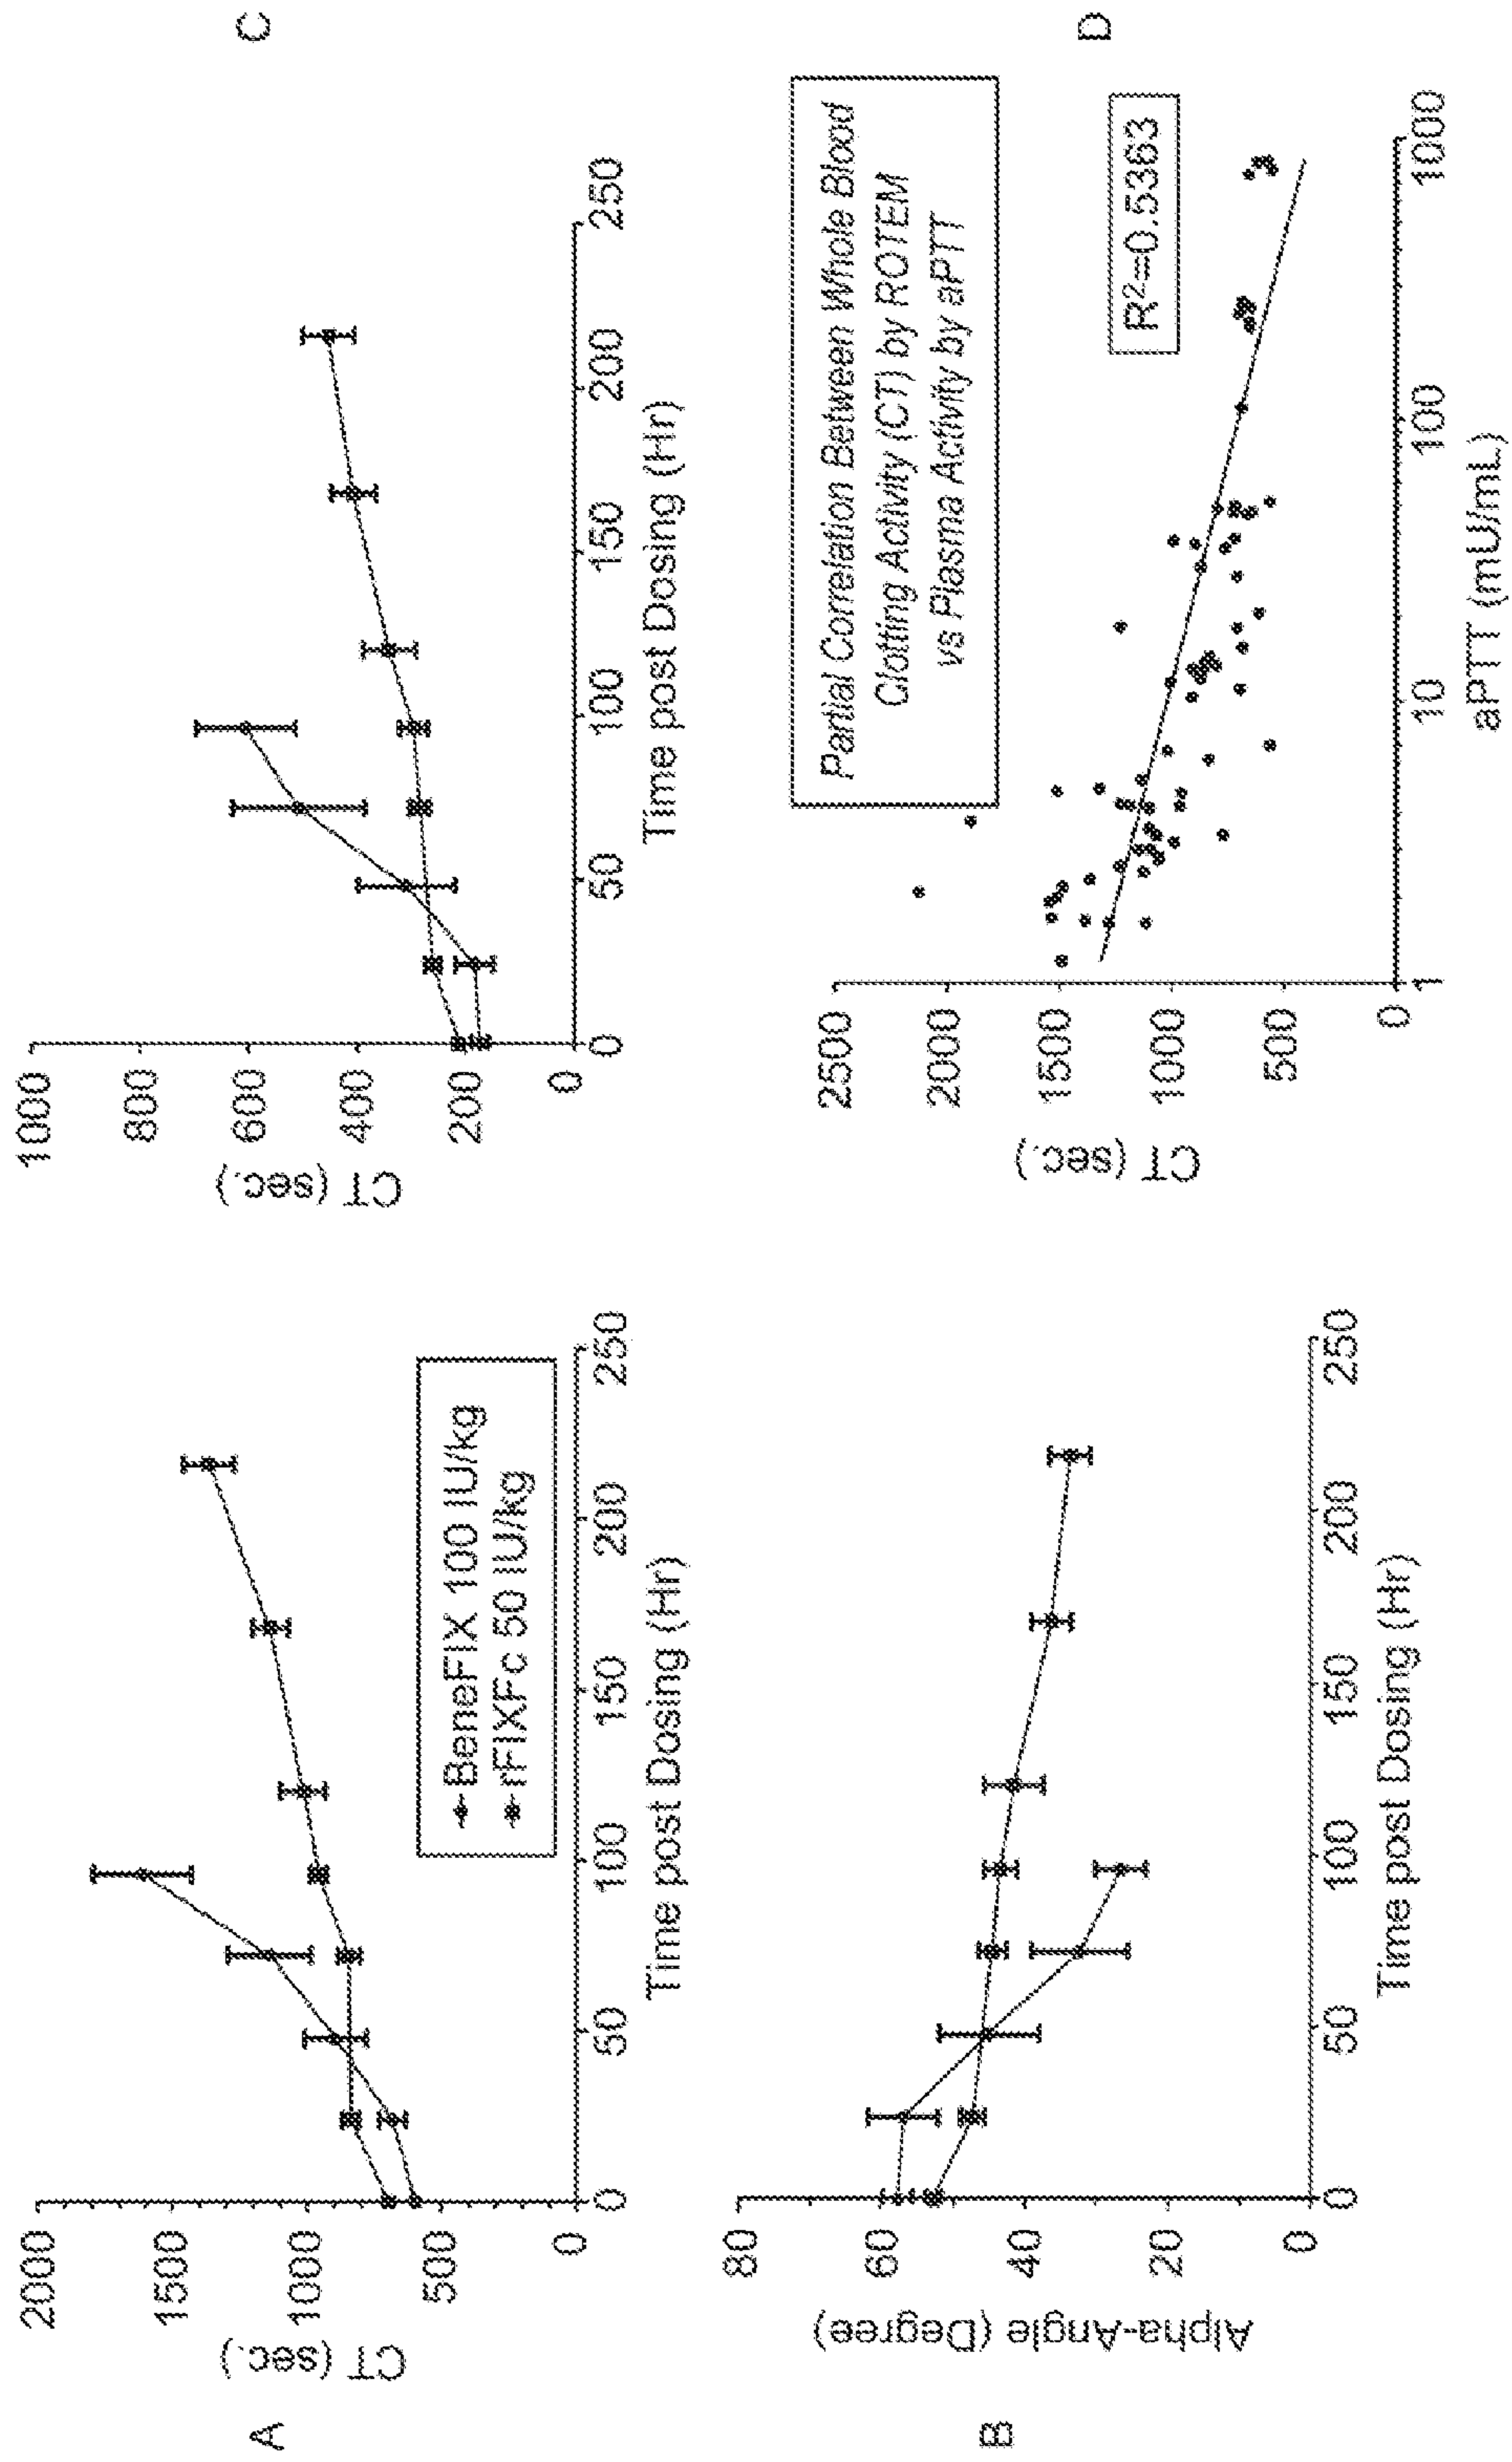 A
CT (sec.)
2000
1500
1000
500
0
0
50
100
150
200
250
Time post Dosing (Hr)
BeneFIX 100 IU/kg
rFIXFc 50 IU/kg
B
Alpha-Angle (Degree)
80
60
40
20
0
0
50
100
150
200
250
Time post Dosing (Hr)
C
CT (sec.)
1000
800
600
400
200
0
0
50
100
150
200
250
Time post Dosing (Hr)
D
Partial Correlation Between Whole Blood
Clotting Activity (CT) by ROTEM
vs Plasma Activity by aPTT
R²=0.5363
CT (sec.)
2500
2000
1500
1000
500
0
1
10
100
1000
aPTT (mU/mL)